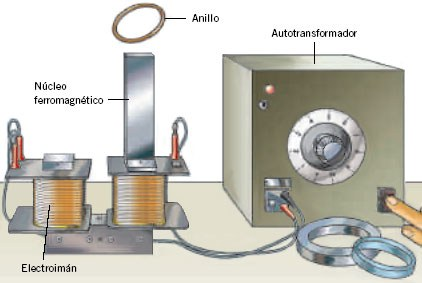 Anillo
Autotransformador
Núcleo
ferromagnético
Electroimán